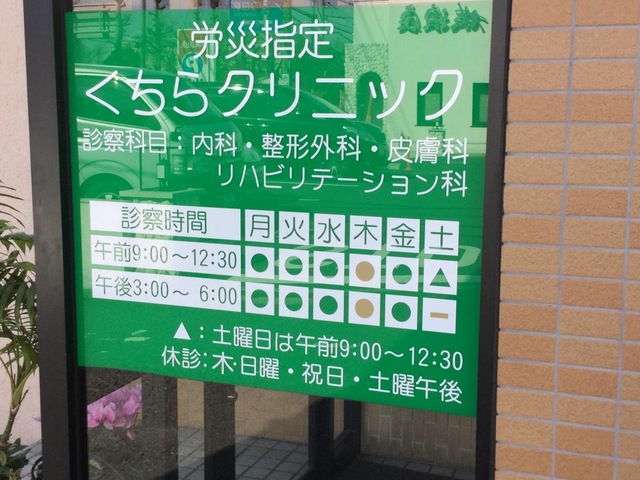 労災指定
くちらクリニック
診察科目：内科・整形外科・皮膚科
リハビリテーション科
診察時間 月 火 水 木 金 土
午前9:00〜12:30 ● ● ● ● ● ▲
午後3:00〜 6:00 ● ● ● ● ● ー
▲：土曜日は午前9:00〜12:30
休診：木・日曜・祝日・土曜午後